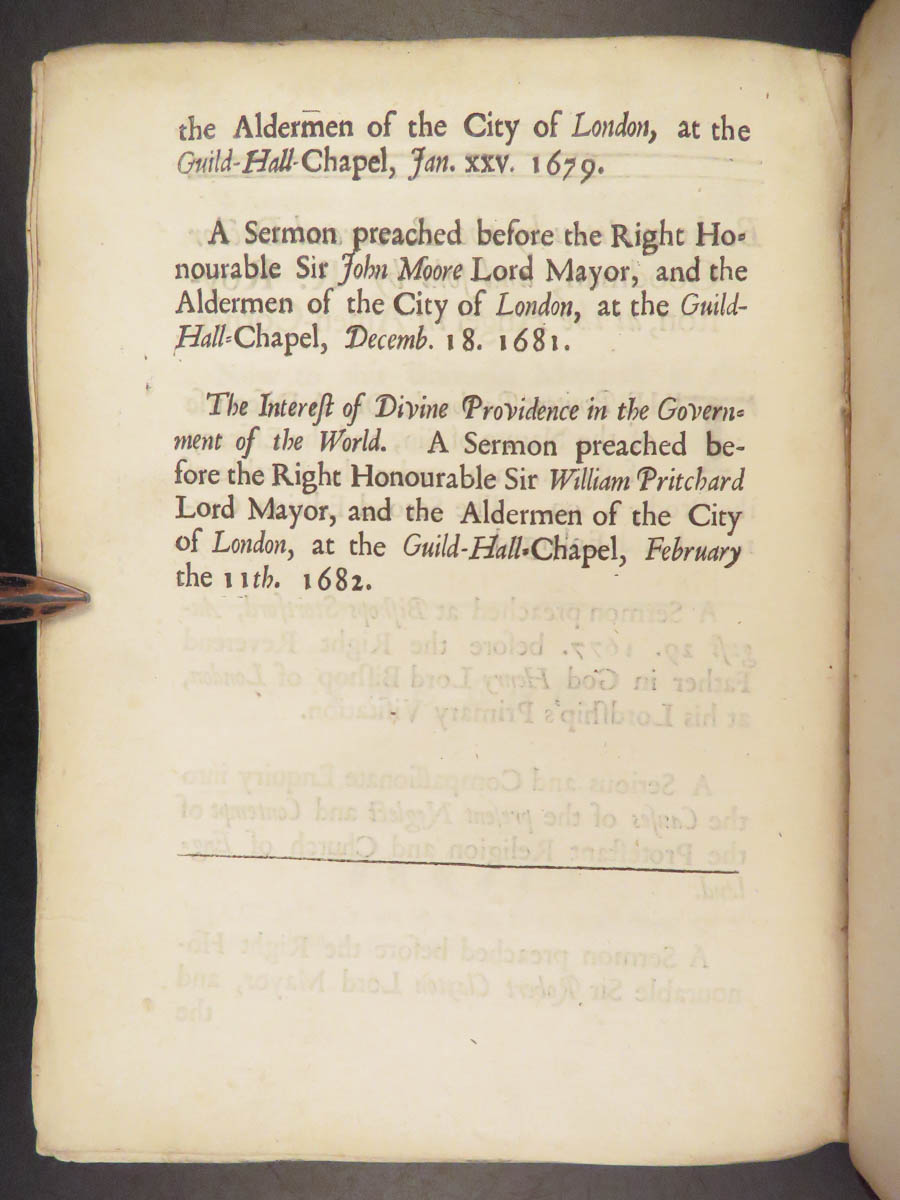 the Aldermen of the City of London, at the
Guild-Hall-Chapel, Jan. xxv. 1679.
A Sermon preached before the Right Ho-
nourable Sir John Moore Lord Mayor, and the
Aldermen of the City of London, at the Guild-
Hall-Chapel, Decemb. 18. 1681.
The Intereſt of Divine Providence in the Govern-
ment of the World. A Sermon preached be-
fore the Right Honourable Sir William Pritchard
Lord Mayor, and the Aldermen of the City
of London, at the Guild-Hall-Chapel, February
the 11th. 1682.